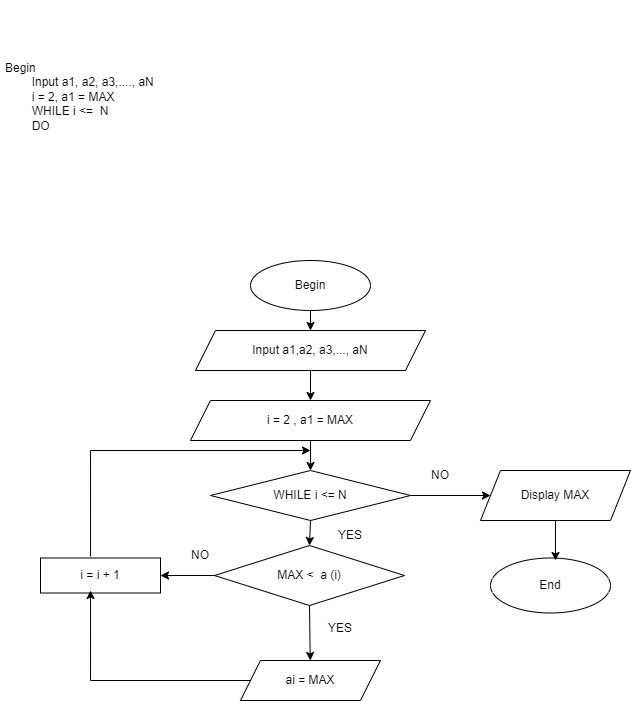 Begin
Input a1, a2, a3,...., aN
i = 2, a1 = MAX
WHILE i <= N
DO
Begin
Input a1,a2, a3,..., aN
i = 2 , a1 = MAX
NO
WHILE i <= N
Display MAX
YES
NO
i = i + 1
MAX < a (i)
End
YES
ai = MAX